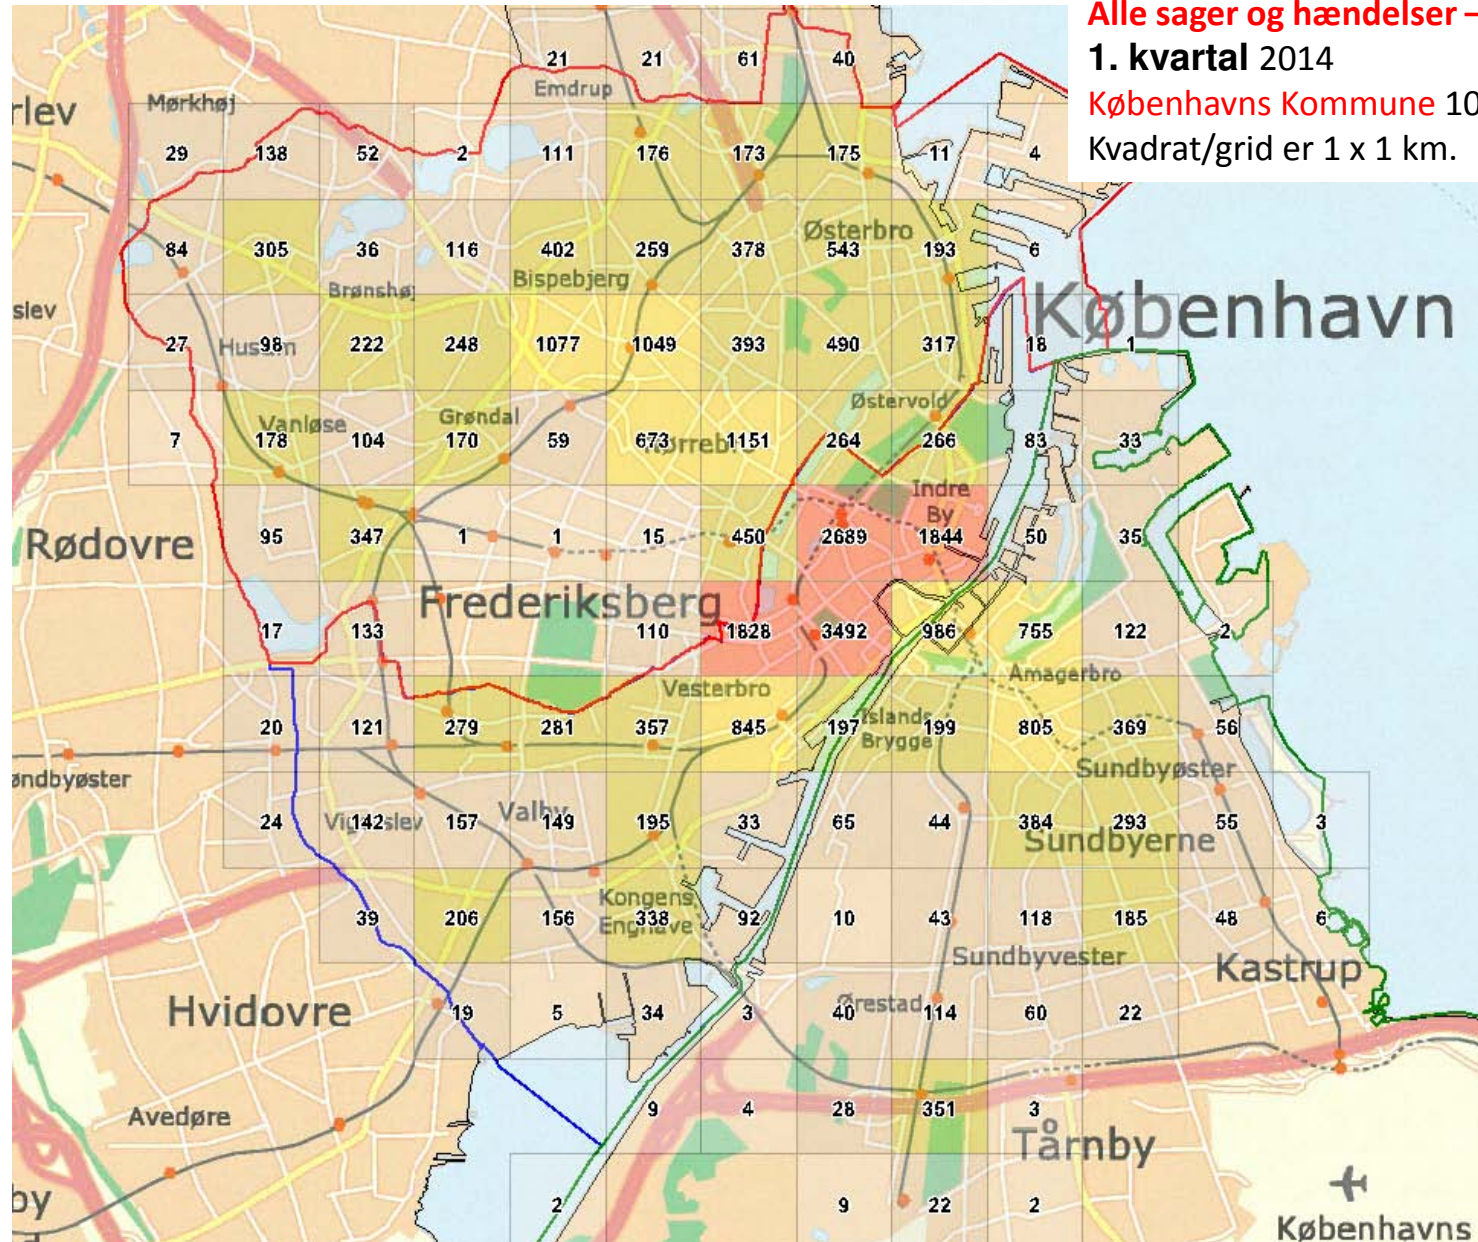 Alle sager og hændelser –
1. kvartal 2014
Københavns Kommune 10
Kvadrat/grid er 1 x 1 km.
21 21 61 40
Emdrup
rlev
Mørkhøj
29 138 52 2 111 176 173 175 11 4
Østerbro
84 305 36 116 402 259 378 543 193 6
Bispebjerg
Brønshøj
København
slev
27 98 222 248 1077 1049 393 490 317 18 1
Husum
Østervold
Vanløse Grøndal
7 178 104 170 59 673 1151 264 266 83 33
Nørrebro
Indre
By
Rødovre
95 347 1 1 15 450 2689 1844 50 35
Frederiksberg
17 133 110 1828 3492 986 755 122 2
Amagerbro
Vesterbro
20 121 279 281 357 845 197 199 805 369 56
Islands
Brygge
øndbyøster
Sundbyøster
Valby
24 142 157 149 195 33 65 44 384 293 55 3
Vigerslev
Sundbyerne
Kongens
Enghave
39 206 156 338 92 10 43 118 185 48 6
Sundbyvester
Kastrup
Hvidovre
Ørestad
19 5 34 3 40 114 60 22
Avedøre
9 4 28 351 3
Tårnby
by
2 9 22 2
Københavns